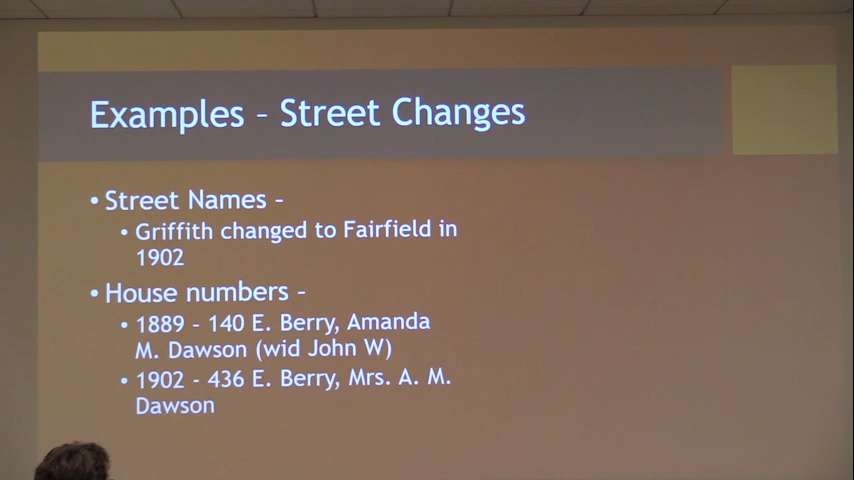 Examples – Street Changes
• Street Names –
• Griffith changed to Fairfield in
1902
• House numbers –
• 1889 – 140 E. Berry, Amanda
M. Dawson (wid John W)
• 1902 - 436 E. Berry, Mrs. A. M.
Dawson